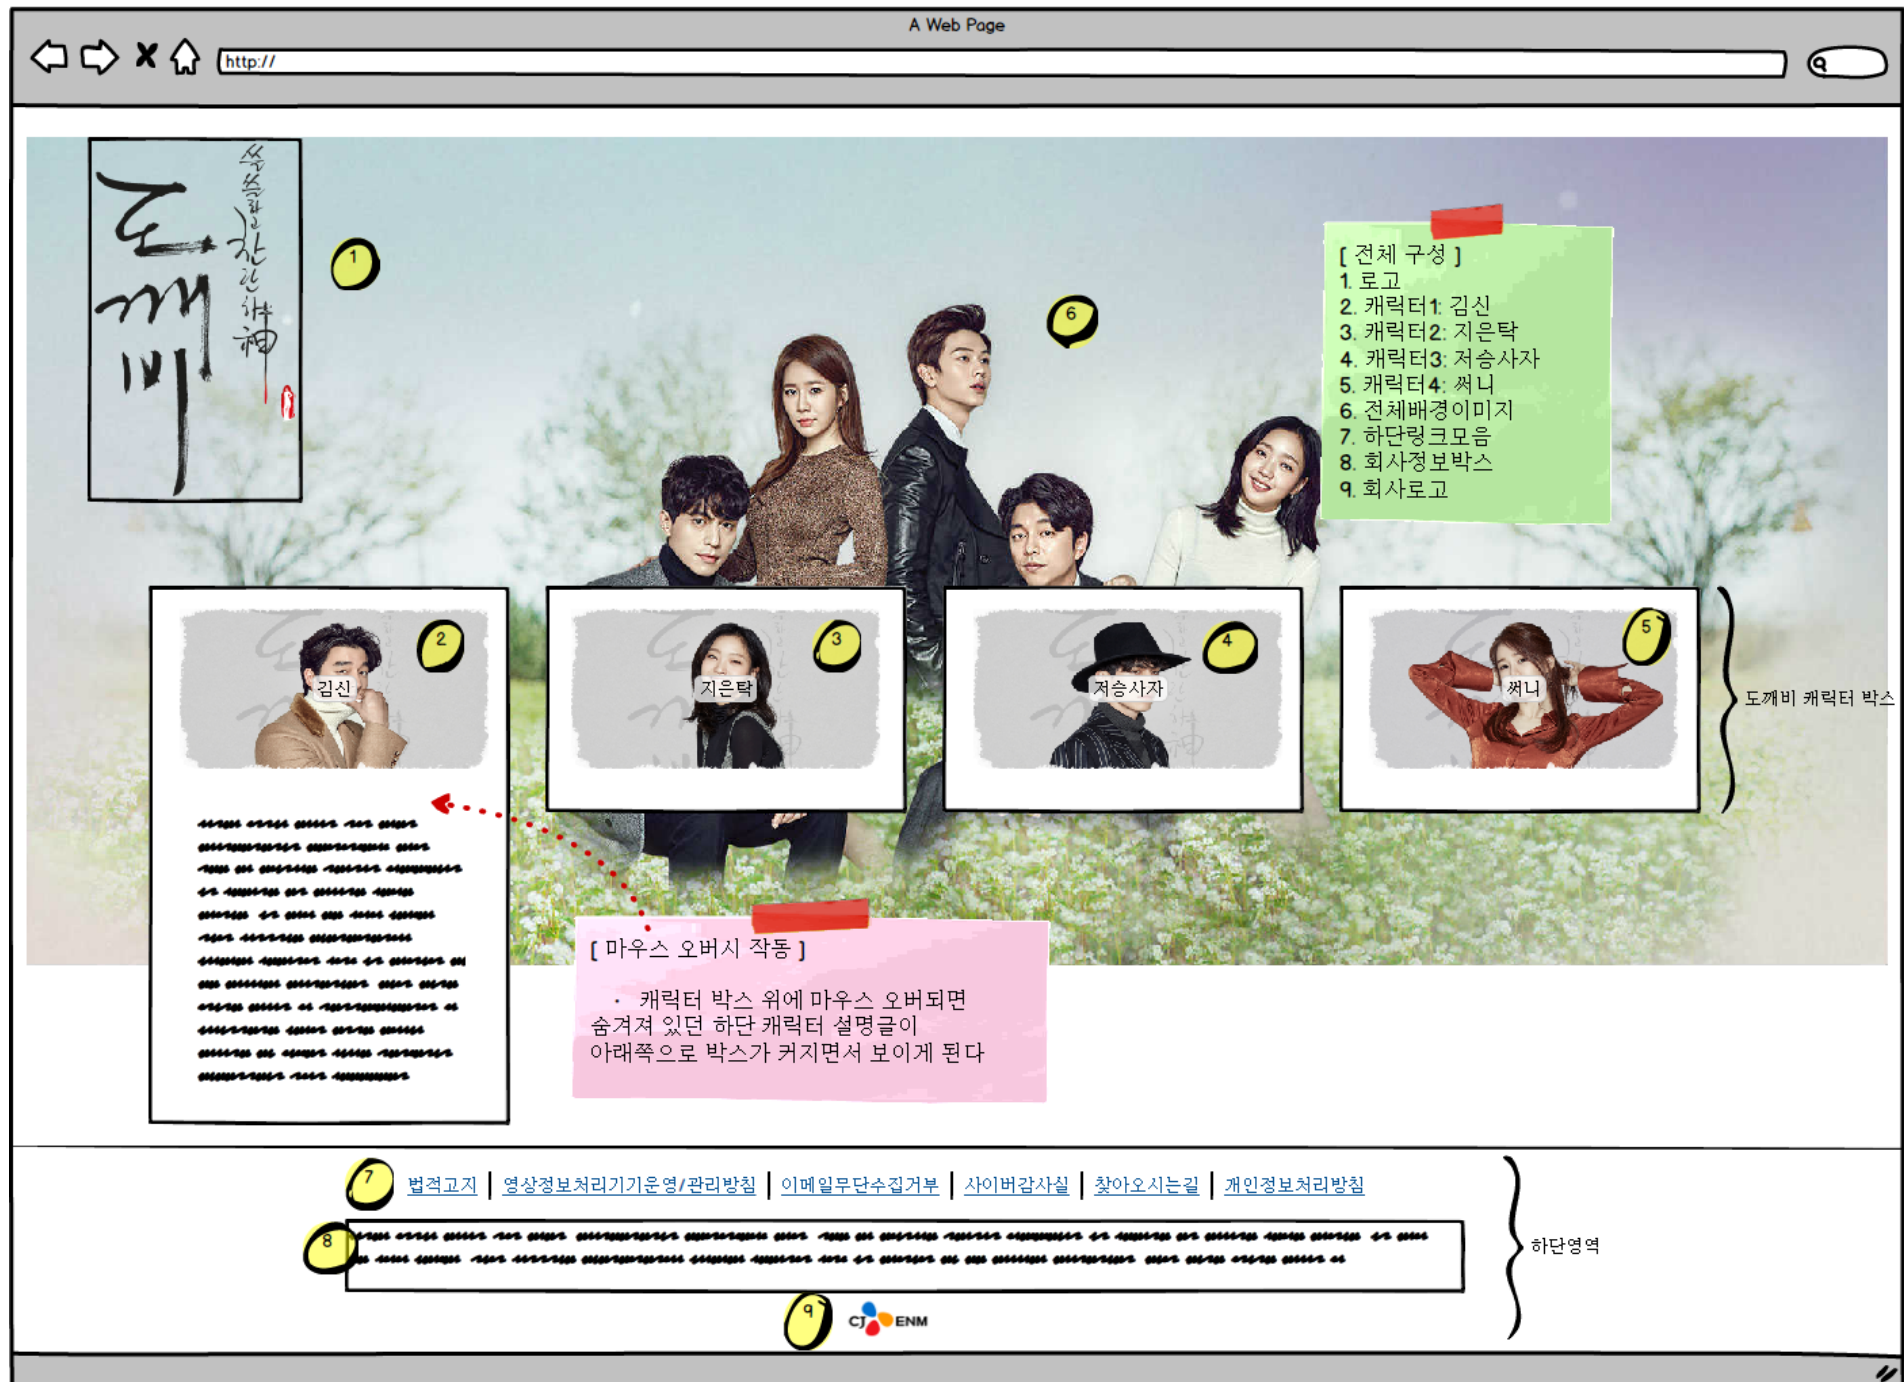 A Web Page
http://
도깨비
쓸쓸하고 찬란한 神
1
6
[ 전체 구성 ]
1. 로고
2. 캐릭터1: 김신
3. 캐릭터2: 지은탁
4. 캐릭터3: 저승사자
5. 캐릭터4: 써니
6. 전체배경이미지
7. 하단링크모음
8. 회사정보박스
9. 회사로고
2
김신
3
지은탁
4
저승사자
5
써니
도깨비 캐릭터 박스
[ 마우스 오버시 작동 ]
· 캐릭터 박스 위에 마우스 오버되면
숨겨져 있던 하단 캐릭터 설명글이
아래쪽으로 박스가 커지면서 보이게 된다
7
법적고지 | 영상정보처리기기운영/관리방침 | 이메일무단수집거부 | 사이버감사실 | 찾아오시는길 | 개인정보처리방침
8
하단영역
9
CJ ENM